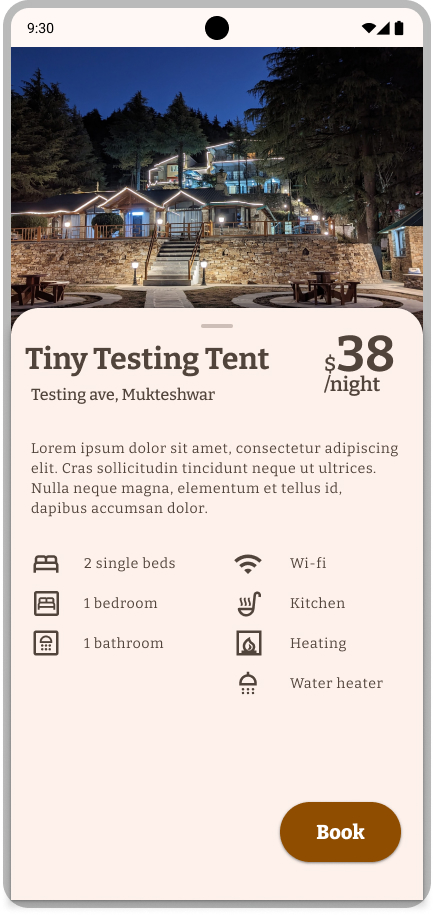 9:30
Tiny Testing Tent
$38
/night
Testing ave, Mukteshwar
Lorem ipsum dolor sit amet, consectetur adipiscing
elit. Cras sollicitudin tincidunt neque ut ultrices.
Nulla neque magna, elementum et tellus id,
dapibus accumsan dolor.
2 single beds
Wi-fi
1 bedroom
Kitchen
1 bathroom
Heating
Water heater
Book